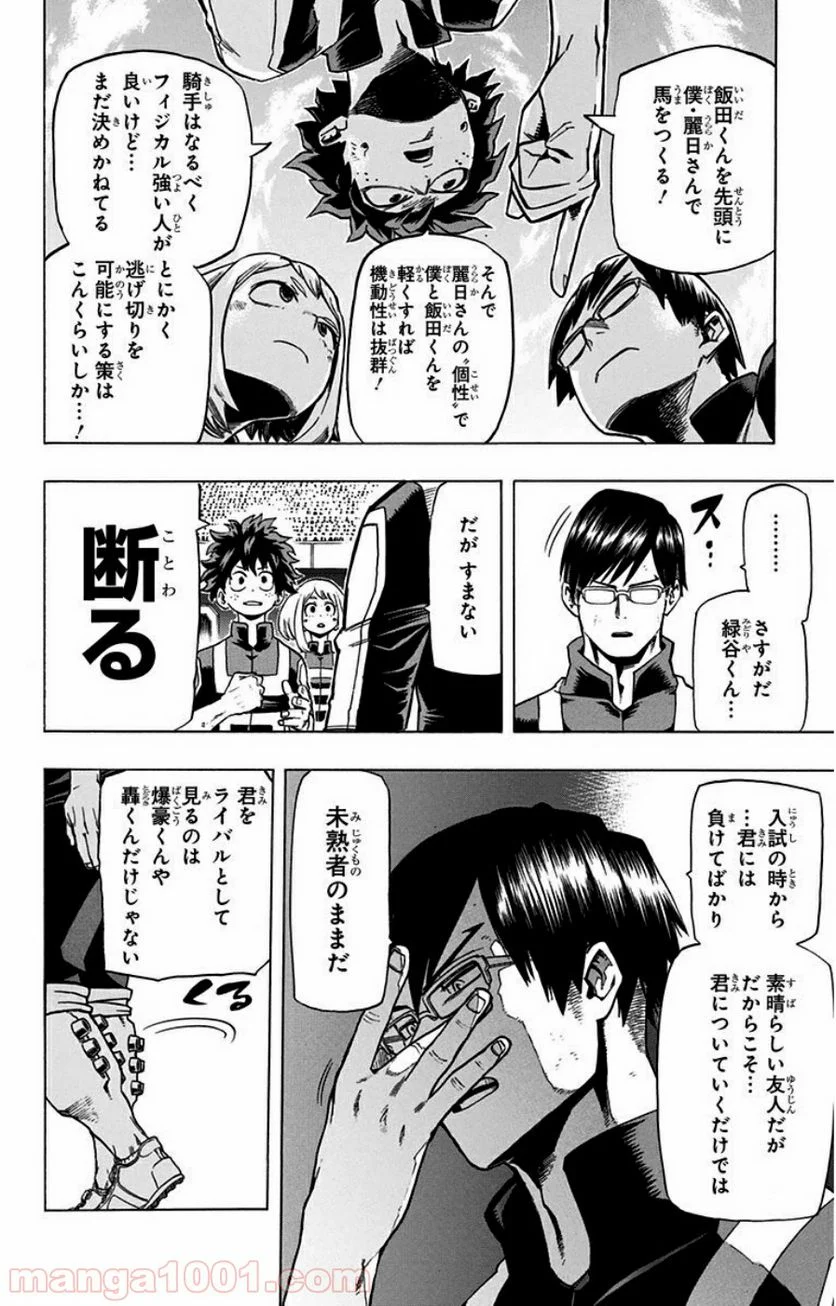 飯田くんを先頭に
僕・麗日さんで
馬をつくる!
そんで
麗日さんの〝個性〟で
僕と飯田くんを
軽くすれば
機動性は抜群!
騎手はなるべく
フィジカル強い人が
良いけど…
まだ決めかねてる
とにかく
逃げ切りを
可能にする策は
こんくらいしか…!
ス…
………
さすがだ
緑谷くん…
だが すまない
断る
入試の時から
…君には
負けてばかり
素晴らしい友人だが
だからこそ…
君についていくだけでは
未熟者のままだ
君を
ライバルとして
見るのは
爆豪くんや
轟くんだけじゃない
くる
manga1001.com